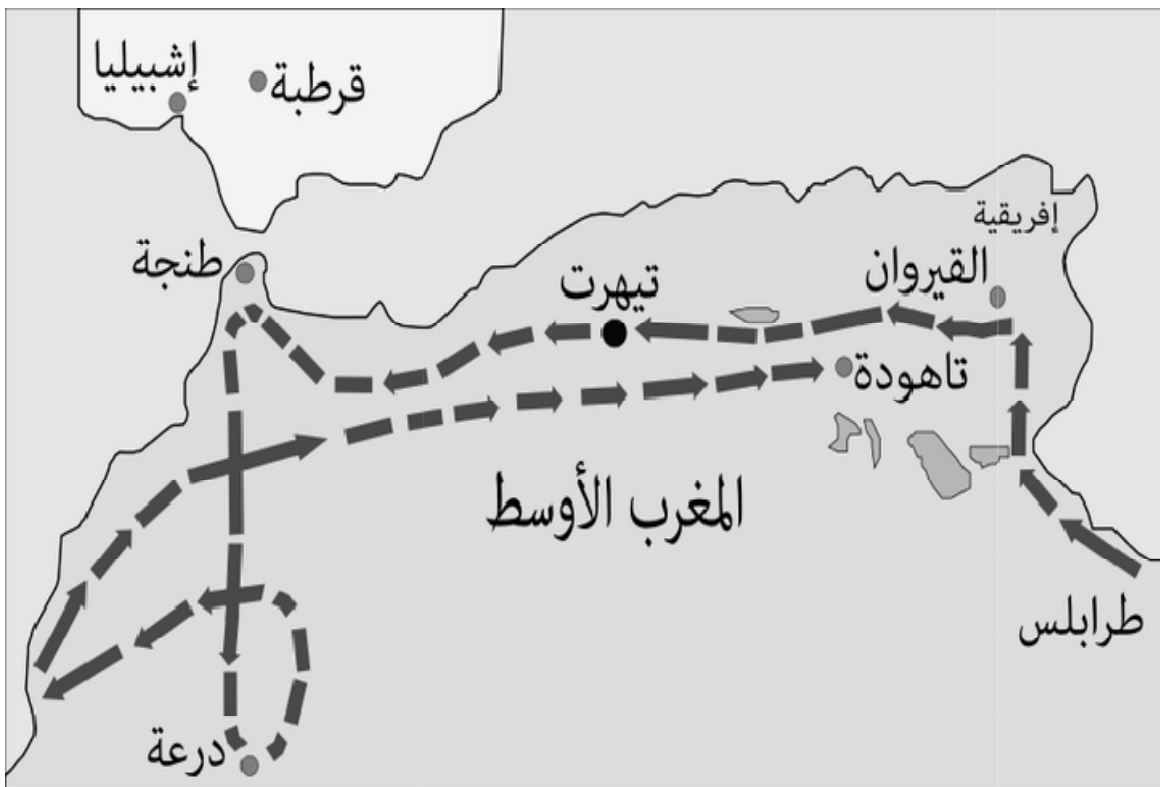 إشبيليا
قرطبة
إفريقية
طنجة
تيهرت
القيروان
تاهودة
المغرب الأوسط
طرابلس
درعة